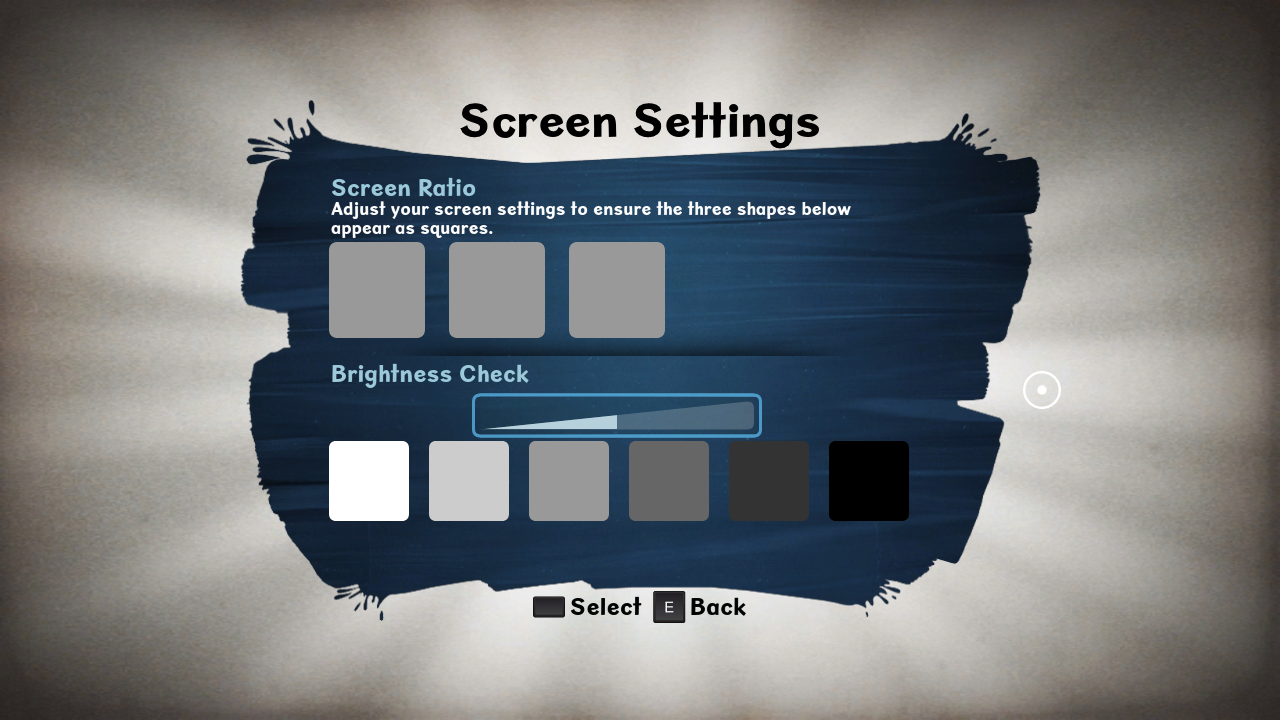 Screen Settings
Screen Ratio
Adjust your screen settings to ensure the three shapes below
appear as squares.
Brightness Check
Select E Back